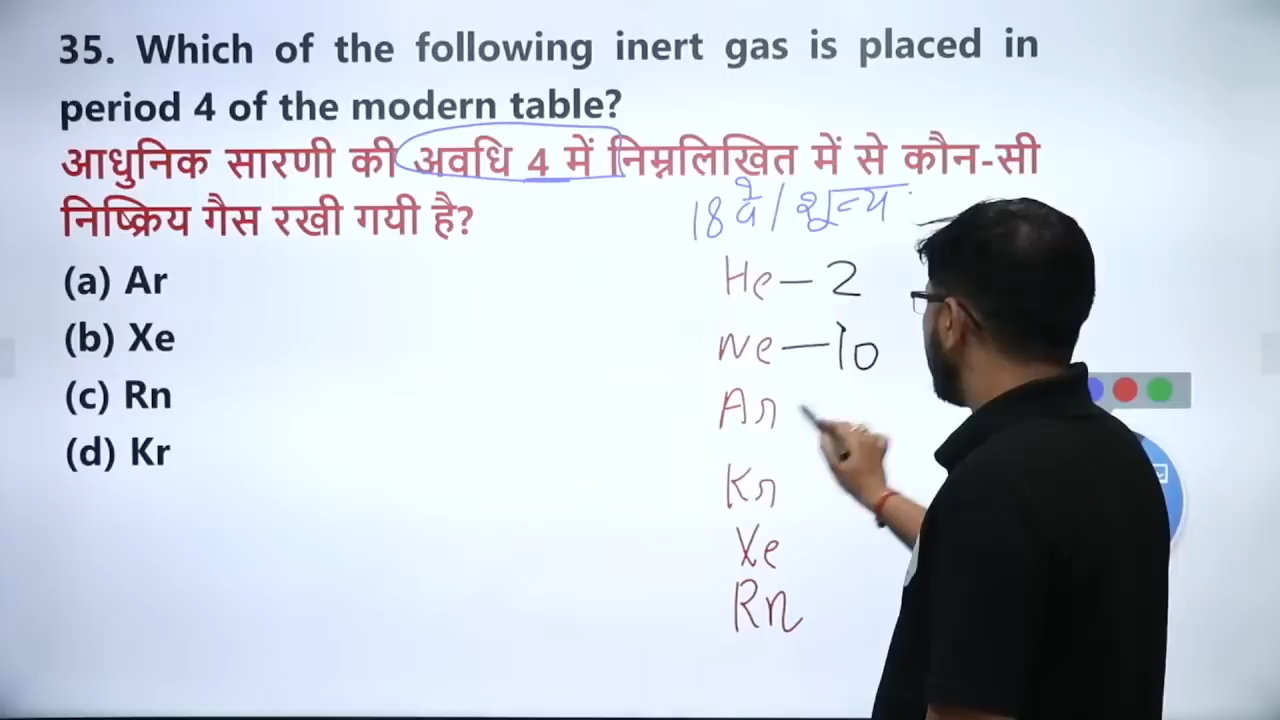 35. Which of the following inert gas is placed in
period 4 of the modern table?
आधुनिक सारणी की अवधि 4 में निम्नलिखित में से कौन-सी
निष्क्रिय गैस रखी गयी है?
18वे / शून्य
(a) Ar
(b) Xe
(c) Rn
(d) Kr
He – 2
Ne – 10
Ar
Kr
Xe
Rn